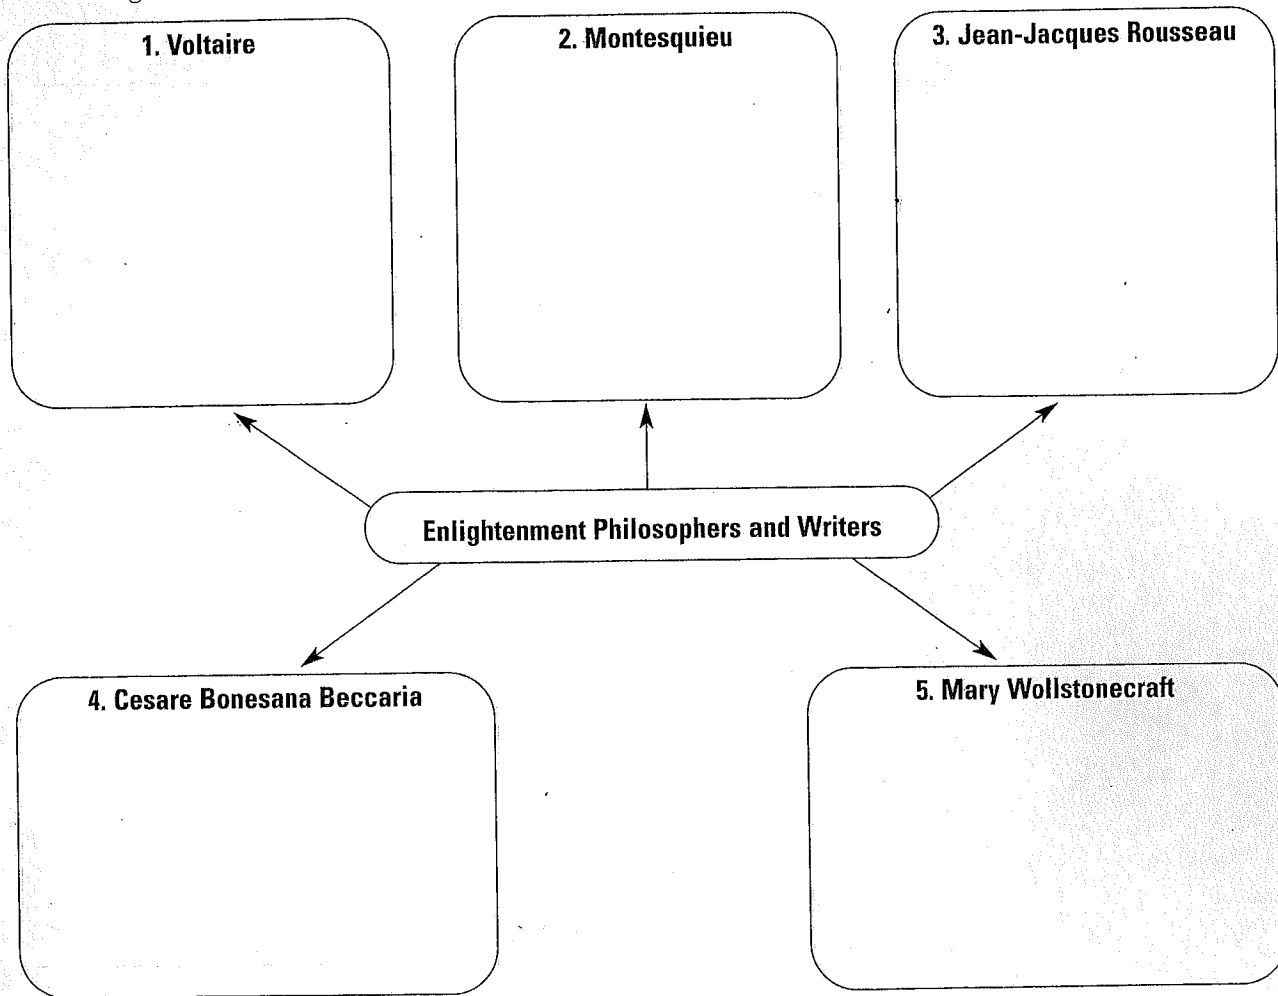 1. Voltaire
2. Montesquieu
3. Jean-Jacques Rousseau
Enlightenment Philosophers and Writers
4. Cesare Bonesana Beccaria
5. Mary Wollstonecraft